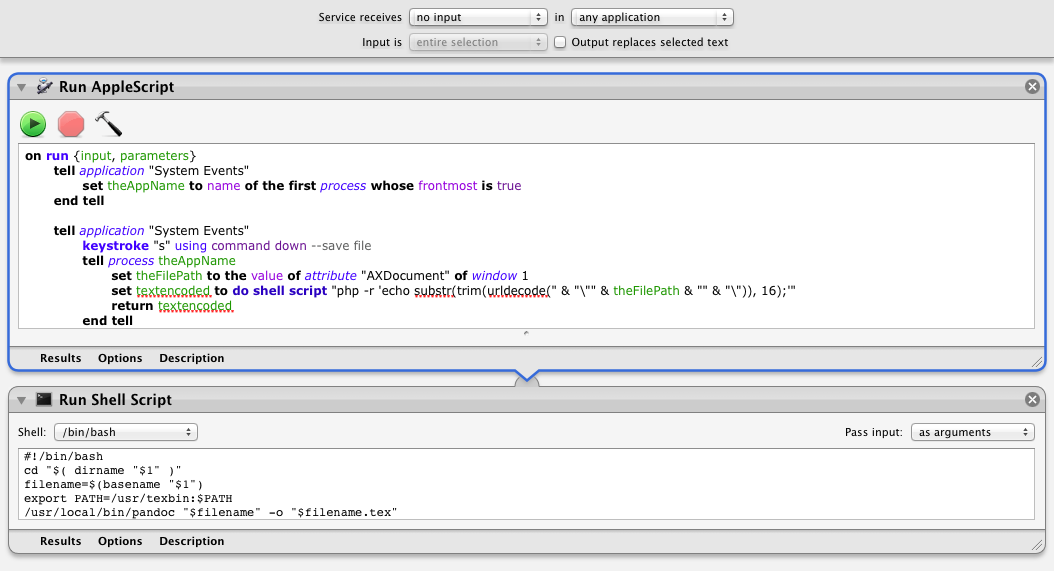 Service receives no input in any application
Input is entire selection Output replaces selected text
Run AppleScript
on run {input, parameters}
tell application "System Events"
set theAppName to name of the first process whose frontmost is true
end tell
tell application "System Events"
keystroke "s" using command down --save file
tell process theAppName
set theFilePath to the value of attribute "AXDocument" of window 1
set textencoded to do shell script "php -r 'echo substr(trim(urldecode(" & "\"" & theFilePath & "" & "\")), 16);'"
return textencoded
end tell
Results Options Description
Run Shell Script
Shell: /bin/bash Pass input: as arguments
#!/bin/bash
cd "$( dirname "$1" )"
filename=$(basename "$1")
export PATH=/usr/texbin:$PATH
/usr/local/bin/pandoc "$filename" -o "$filename.tex"
Results Options Description